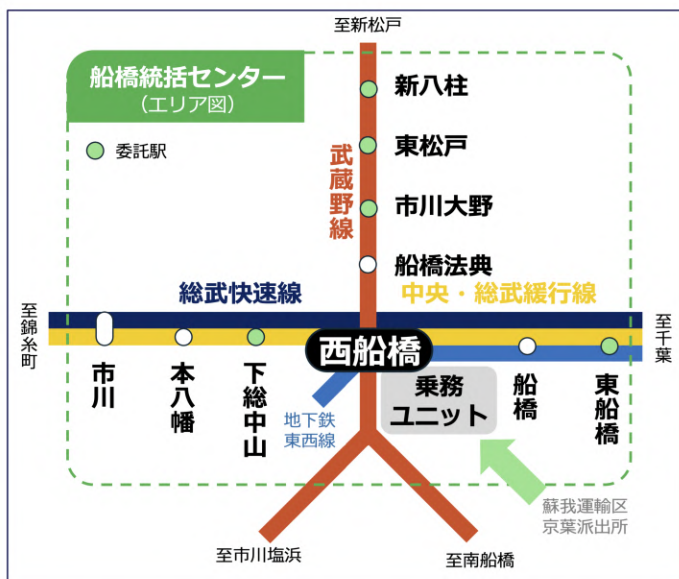 至新松戸
船橋統括センター
（エリア図）
委託駅
新八柱
東松戸
市川大野
船橋法典
武蔵野線
総武快速線
中央・総武緩行線
至錦糸町
至千葉
西船橋
市川
本八幡
下総中山
地下鉄
東西線
乗務
ユニット
船橋
東船橋
蘇我運輸区
京葉派出所
至市川塩浜
至南船橋